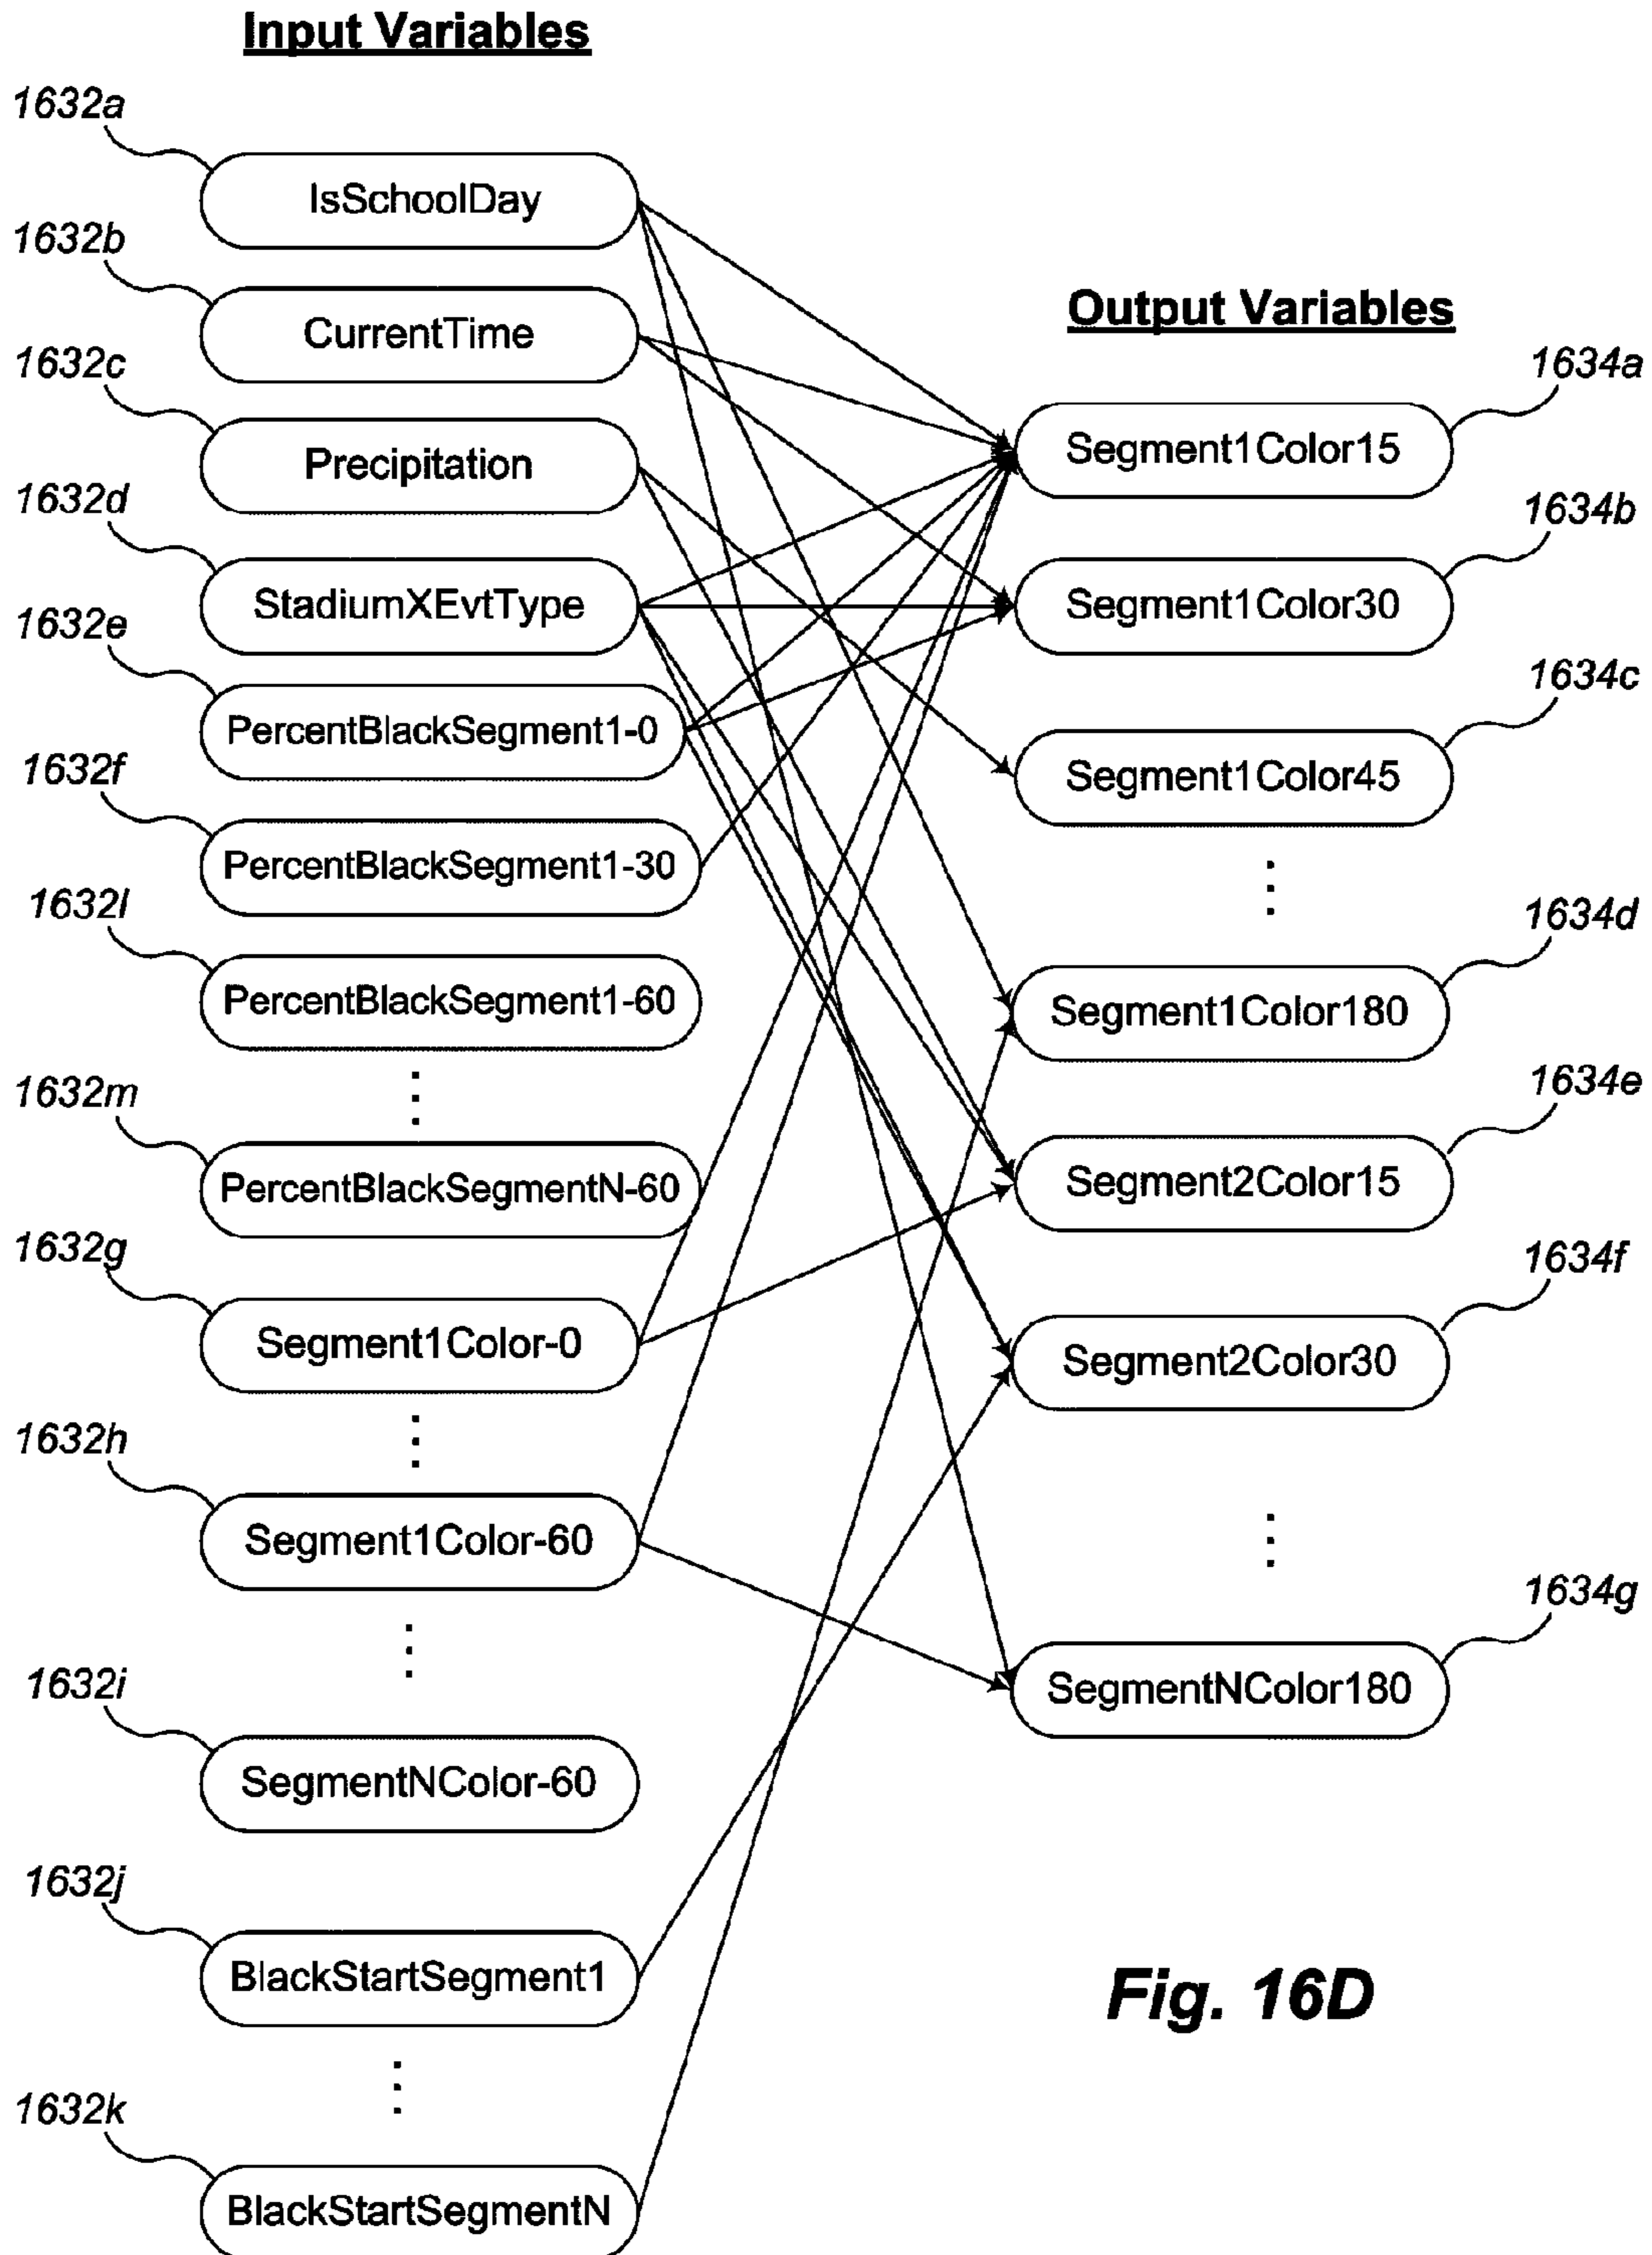 Input Variables
1632a
IsSchoolDay
1632b
CurrentTime
1632c
Precipitation
1632d
StadiumXEvtType
1632e
PercentBlackSegment1-0
1632f
PercentBlackSegment1-30
1632l
PercentBlackSegment1-60
1632m
PercentBlackSegmentN-60
1632g
Segment1Color-0
1632h
Segment1Color-60
1632i
SegmentNColor-60
1632j
BlackStartSegment1
1632k
BlackStartSegmentN
Output Variables
1634a
Segment1Color15
1634b
Segment1Color30
1634c
Segment1Color45
1634d
Segment1Color180
1634e
Segment2Color15
1634f
Segment2Color30
1634g
SegmentNColor180
Fig. 16D